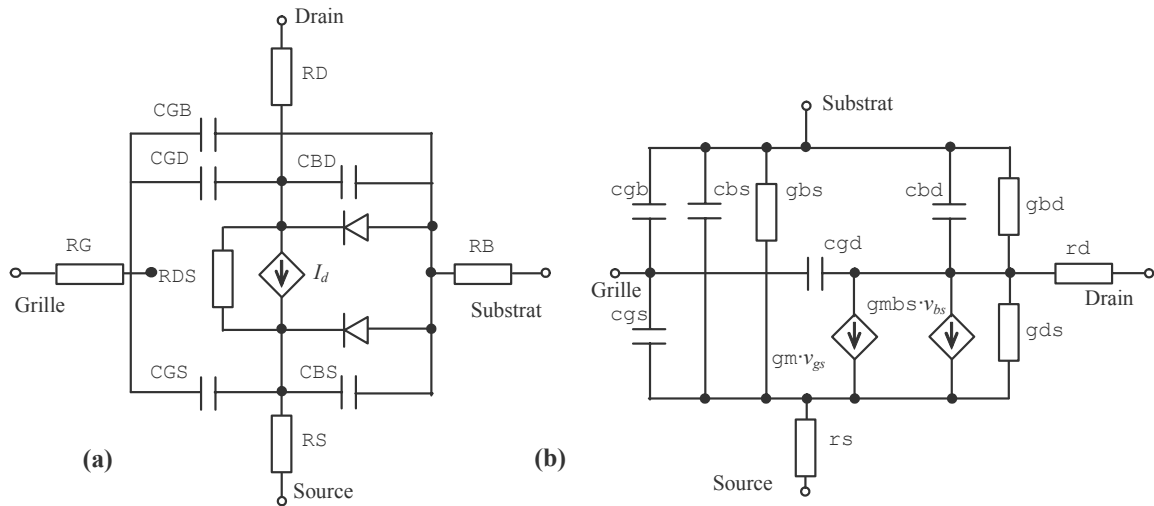 Drain
RD
CGB
CGD
CBD
RG
RDS
I_d
RB
Grille
Substrat
CGS
CBS
RS
(a)
Source
Substrat
cgb
cbs
gbs
cbd
gbd
cgd
rd
Grille
Drain
cgs
gmbs·v_bs
gds
gm·v_gs
rs
(b)
Source